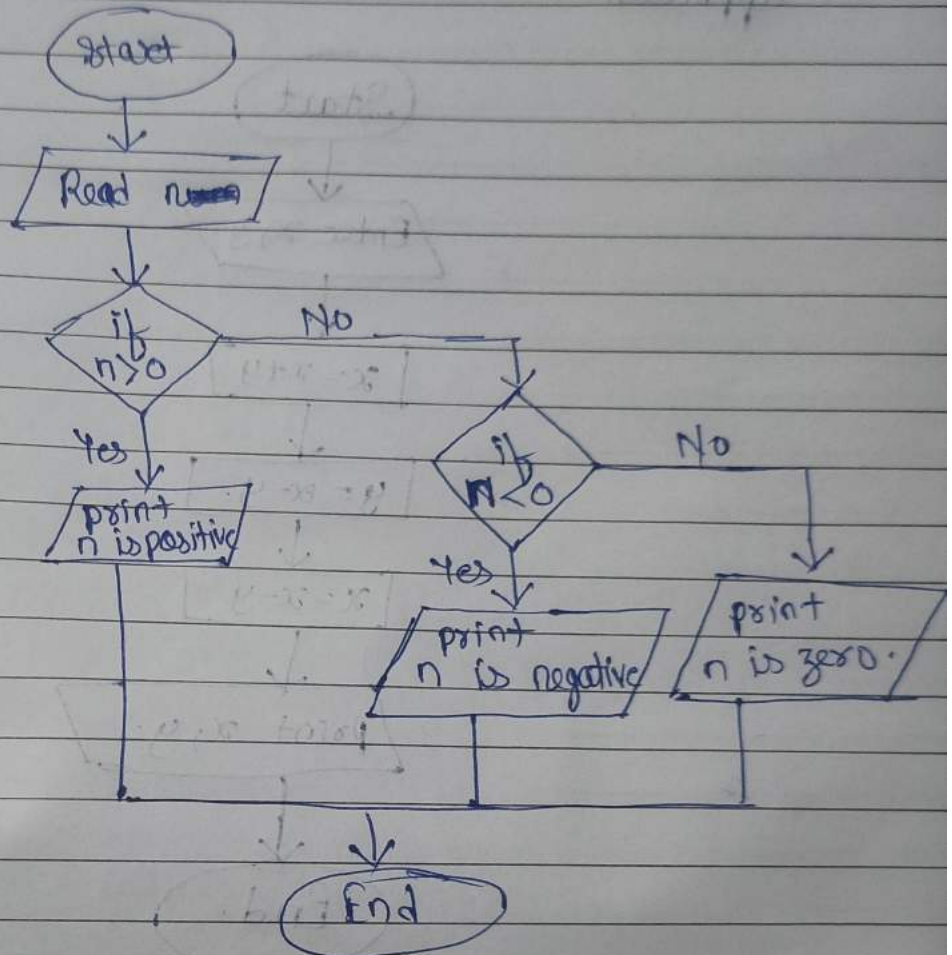 Start
Read n
if
n>0
No
Yes
print
n is positive
if
N<0
No
Yes
print
n is negative
print
n is zero.
End